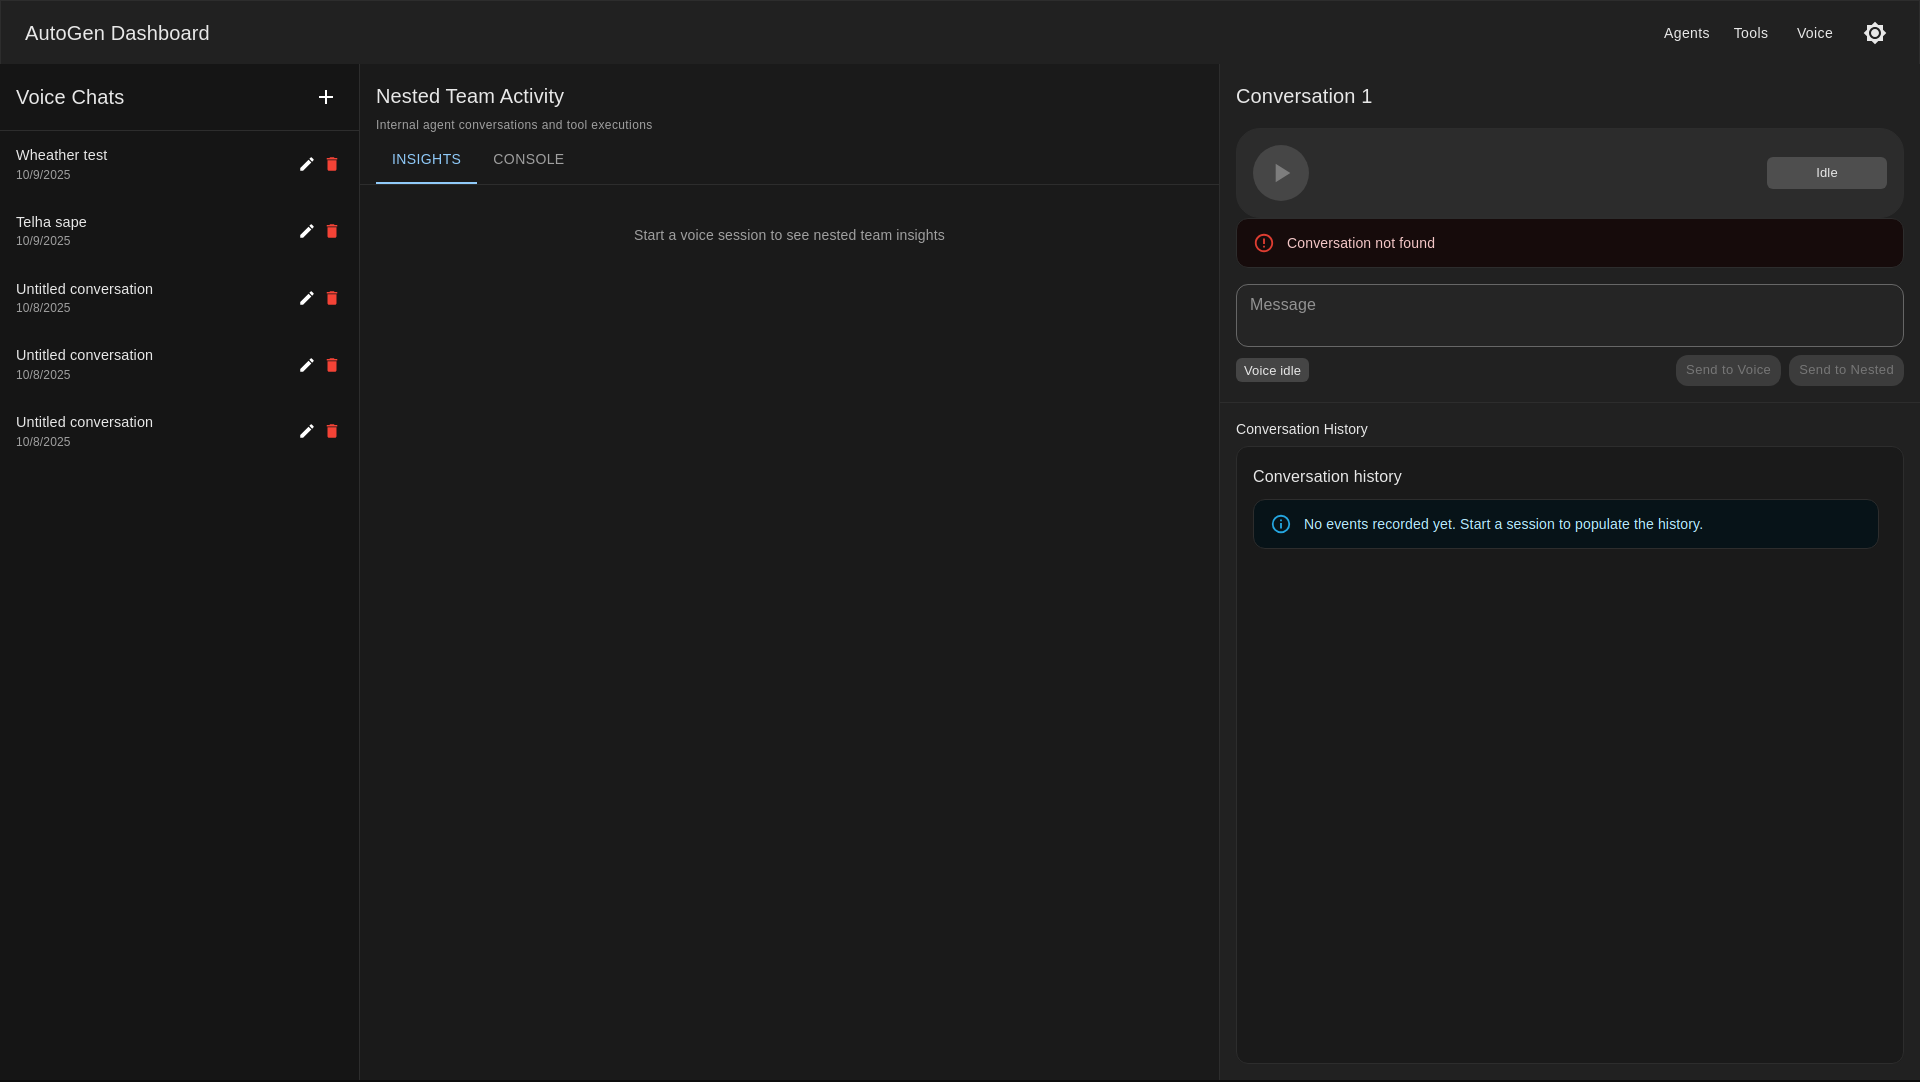 AutoGen Dashboard
Agents
Tools
Voice
Voice Chats
Wheather test
10/9/2025
Telha sape
10/9/2025
Untitled conversation
10/8/2025
Untitled conversation
10/8/2025
Untitled conversation
10/8/2025
Nested Team Activity
Internal agent conversations and tool executions
INSIGHTS
CONSOLE
Start a voice session to see nested team insights
Conversation 1
Idle
Conversation not found
Message
Voice idle
Send to Voice
Send to Nested
Conversation History
Conversation history
No events recorded yet. Start a session to populate the history.